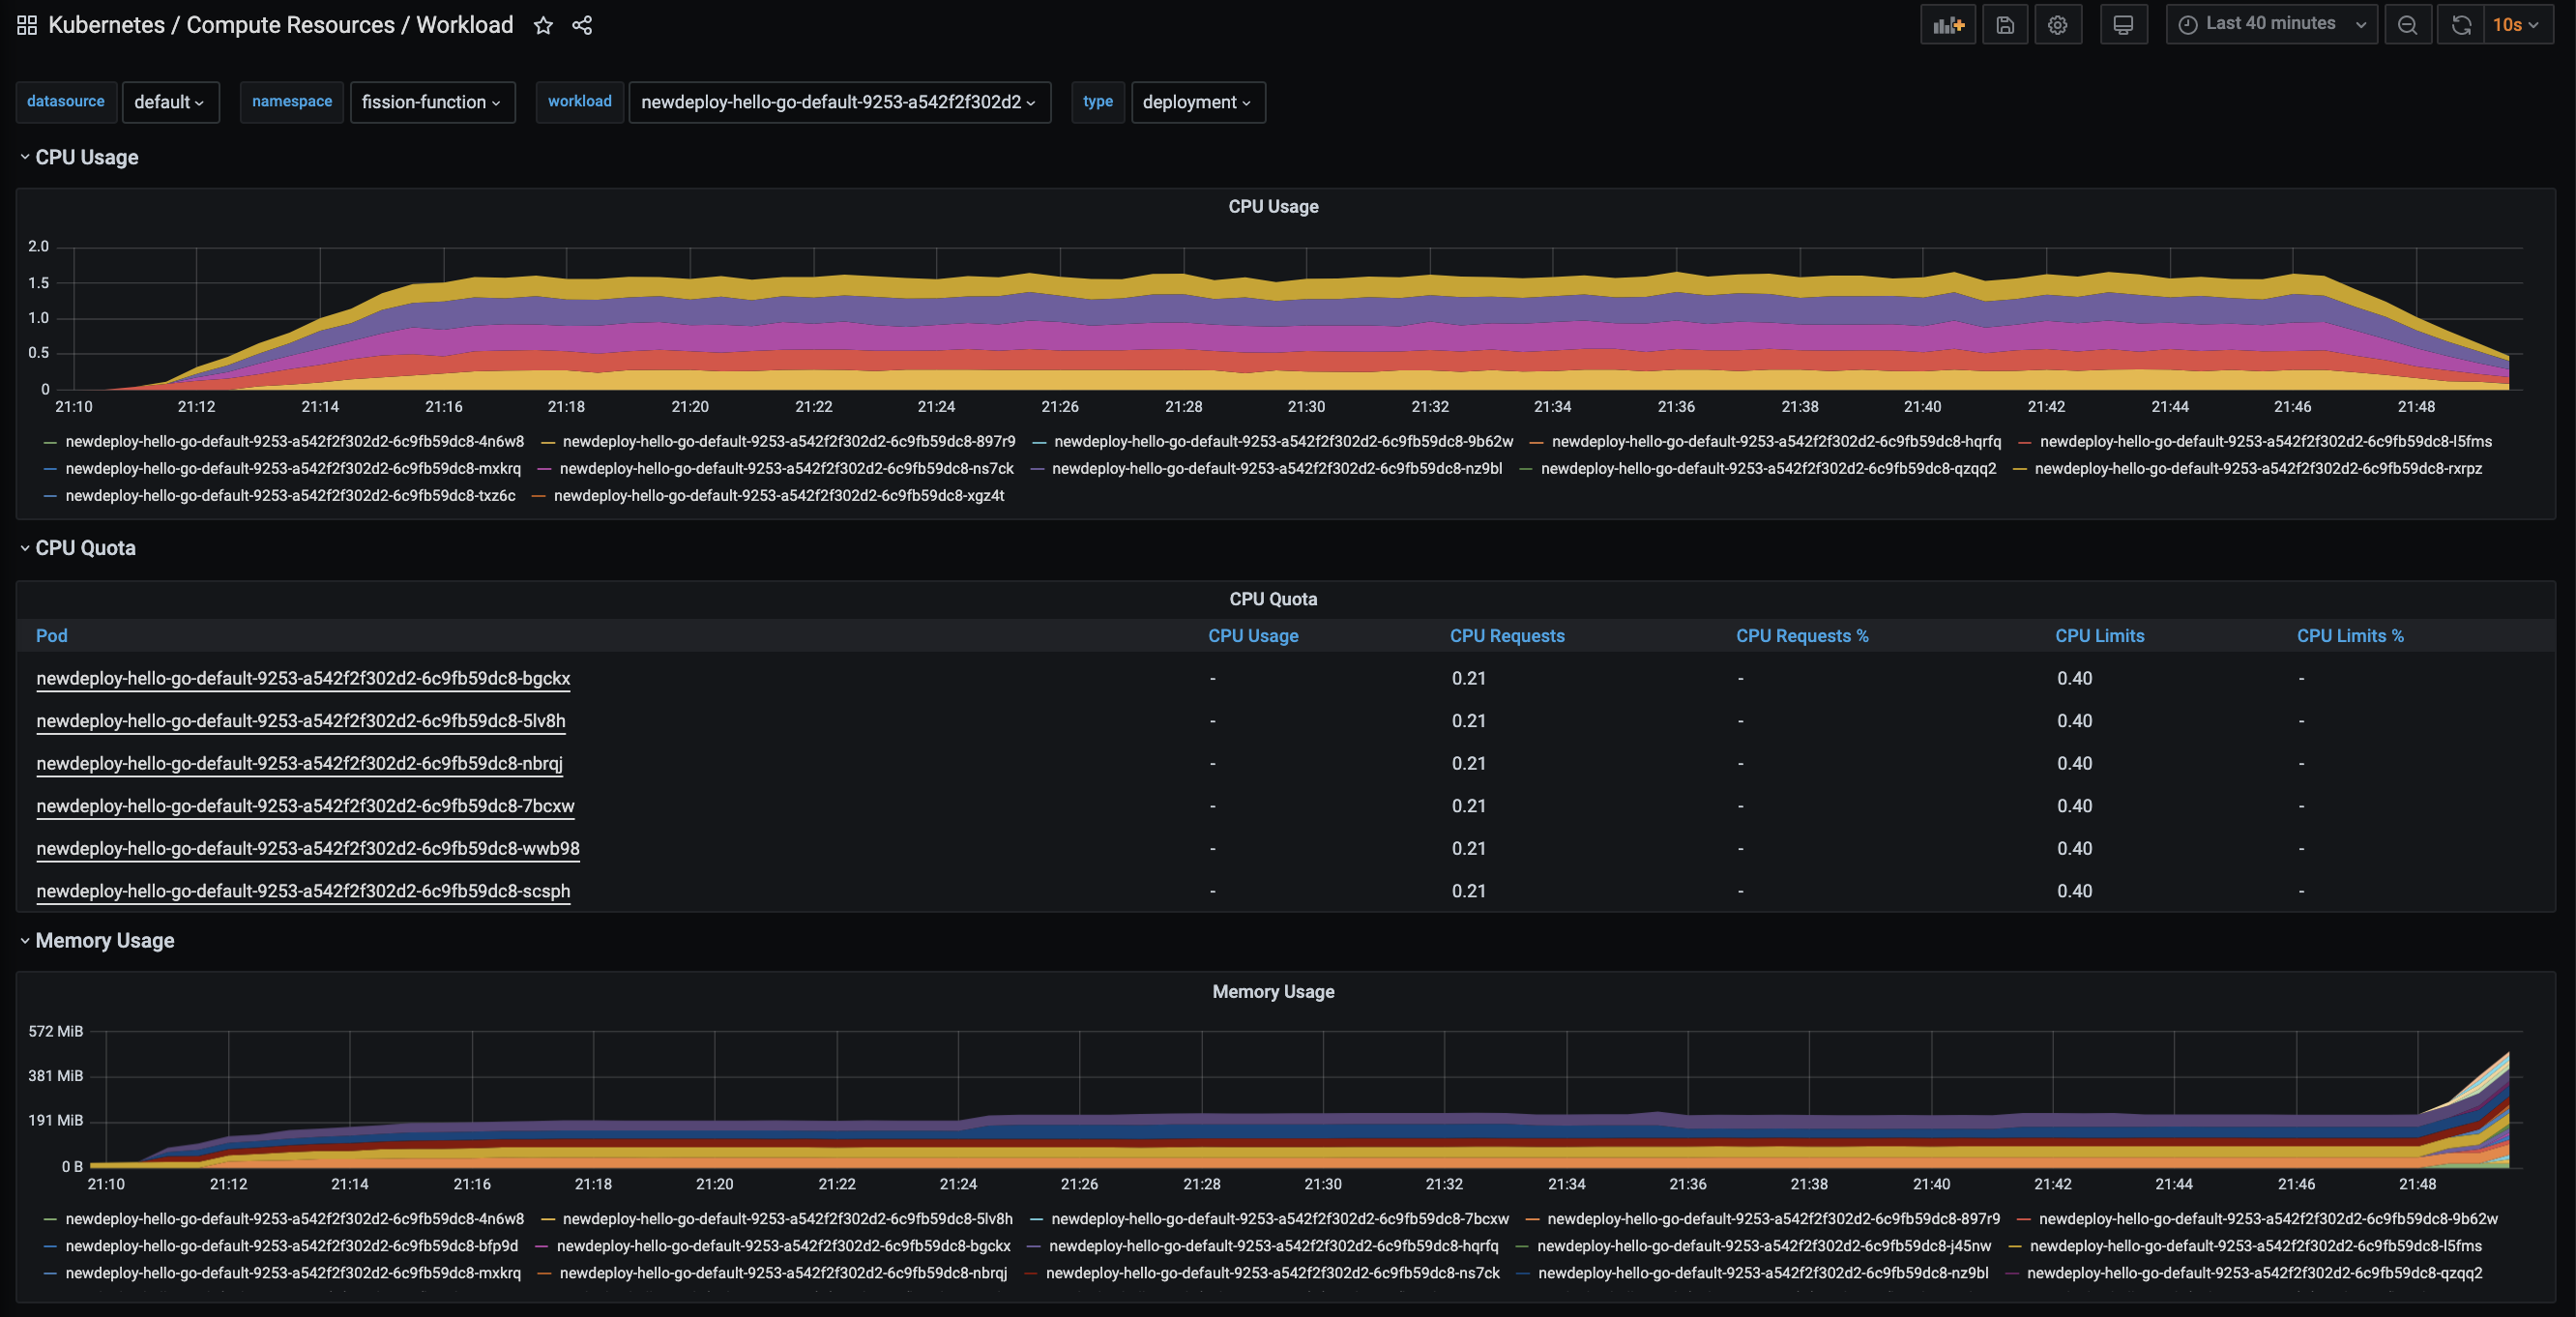 Kubernetes / Compute Resources / Workload
Last 40 minutes
10s
datasource default namespace fission-function workload newdeploy-hello-go-default-9253-a542f2f302d2 type deployment
CPU Usage
CPU Usage
2.0
1.5
1.0
0.5
0
21:10 21:12 21:14 21:16 21:18 21:20 21:22 21:24 21:26 21:28 21:30 21:32 21:34 21:36 21:38 21:40 21:42 21:44 21:46 21:48
newdeploy-hello-go-default-9253-a542f2f302d2-6c9fb59dc8-4n6w8 newdeploy-hello-go-default-9253-a542f2f302d2-6c9fb59dc8-897r9 newdeploy-hello-go-default-9253-a542f2f302d2-6c9fb59dc8-9b62w newdeploy-hello-go-default-9253-a542f2f302d2-6c9fb59dc8-hqrfq newdeploy-hello-go-default-9253-a542f2f302d2-6c9fb59dc8-l5fms
newdeploy-hello-go-default-9253-a542f2f302d2-6c9fb59dc8-mxkrq newdeploy-hello-go-default-9253-a542f2f302d2-6c9fb59dc8-ns7ck newdeploy-hello-go-default-9253-a542f2f302d2-6c9fb59dc8-nz9bl newdeploy-hello-go-default-9253-a542f2f302d2-6c9fb59dc8-qzqq2 newdeploy-hello-go-default-9253-a542f2f302d2-6c9fb59dc8-rxrpz
newdeploy-hello-go-default-9253-a542f2f302d2-6c9fb59dc8-txz6c newdeploy-hello-go-default-9253-a542f2f302d2-6c9fb59dc8-xgz4t
CPU Quota
CPU Quota
Pod CPU Usage CPU Requests CPU Requests % CPU Limits CPU Limits %
newdeploy-hello-go-default-9253-a542f2f302d2-6c9fb59dc8-bgckx - 0.21 - 0.40 -
newdeploy-hello-go-default-9253-a542f2f302d2-6c9fb59dc8-5lv8h - 0.21 - 0.40 -
newdeploy-hello-go-default-9253-a542f2f302d2-6c9fb59dc8-nbrqj - 0.21 - 0.40 -
newdeploy-hello-go-default-9253-a542f2f302d2-6c9fb59dc8-7bcxw - 0.21 - 0.40 -
newdeploy-hello-go-default-9253-a542f2f302d2-6c9fb59dc8-wwb98 - 0.21 - 0.40 -
newdeploy-hello-go-default-9253-a542f2f302d2-6c9fb59dc8-scsph - 0.21 - 0.40 -
Memory Usage
Memory Usage
572 MiB
381 MiB
191 MiB
0 B
21:10 21:12 21:14 21:16 21:18 21:20 21:22 21:24 21:26 21:28 21:30 21:32 21:34 21:36 21:38 21:40 21:42 21:44 21:46 21:48
newdeploy-hello-go-default-9253-a542f2f302d2-6c9fb59dc8-4n6w8 newdeploy-hello-go-default-9253-a542f2f302d2-6c9fb59dc8-5lv8h newdeploy-hello-go-default-9253-a542f2f302d2-6c9fb59dc8-7bcxw newdeploy-hello-go-default-9253-a542f2f302d2-6c9fb59dc8-897r9 newdeploy-hello-go-default-9253-a542f2f302d2-6c9fb59dc8-9b62w
newdeploy-hello-go-default-9253-a542f2f302d2-6c9fb59dc8-bfp9d newdeploy-hello-go-default-9253-a542f2f302d2-6c9fb59dc8-bgckx newdeploy-hello-go-default-9253-a542f2f302d2-6c9fb59dc8-hqrfq newdeploy-hello-go-default-9253-a542f2f302d2-6c9fb59dc8-j45nw newdeploy-hello-go-default-9253-a542f2f302d2-6c9fb59dc8-l5fms
newdeploy-hello-go-default-9253-a542f2f302d2-6c9fb59dc8-mxkrq newdeploy-hello-go-default-9253-a542f2f302d2-6c9fb59dc8-nbrqj newdeploy-hello-go-default-9253-a542f2f302d2-6c9fb59dc8-ns7ck newdeploy-hello-go-default-9253-a542f2f302d2-6c9fb59dc8-nz9bl newdeploy-hello-go-default-9253-a542f2f302d2-6c9fb59dc8-qzqq2